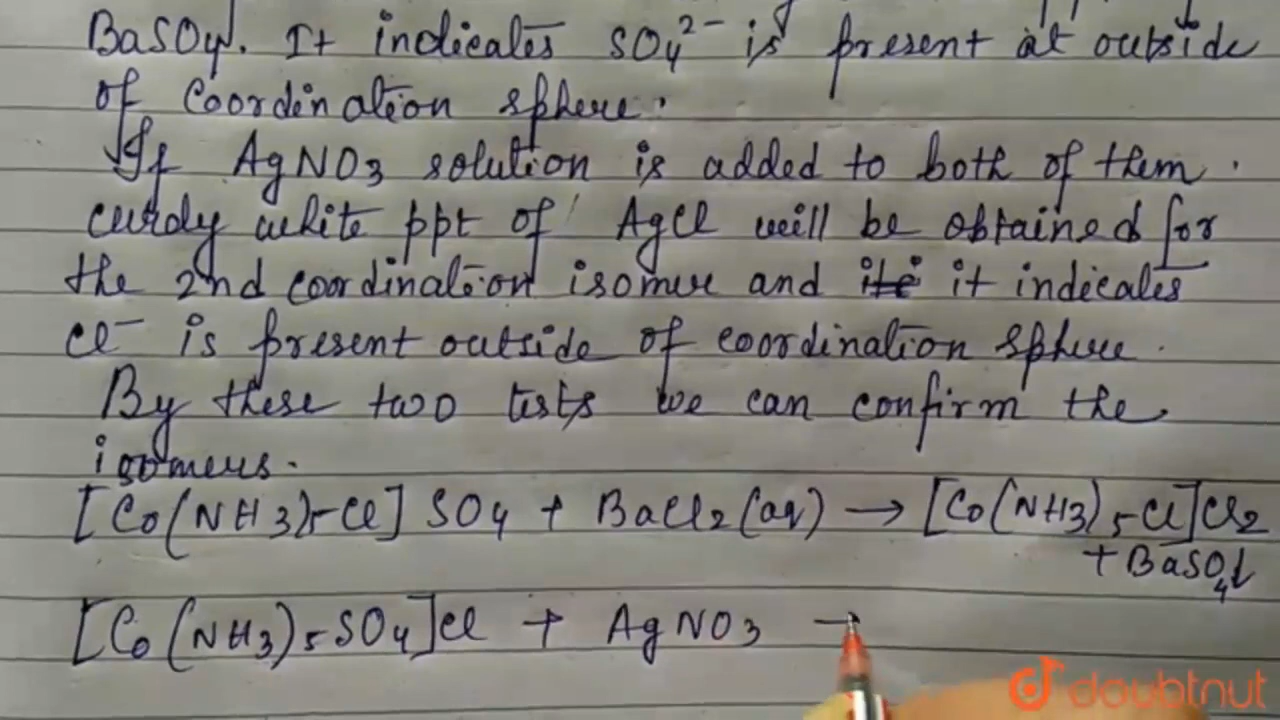 BaSO4↓. It indicates SO4²⁻ is present at outside
of Coordination sphere.
If AgNO3 solution is added to both of them.
curdy white ppt of AgCl will be obtained for
the 2nd coordination isomer and it indicates
Cl⁻ is present outside of coordination sphere.
By these two tests we can confirm the
isomers.
[Co(NH3)5Cl] SO4 + BaCl2(aq) → [Co(NH3)5Cl]Cl2
+ BaSO4↓
[Co(NH3)5SO4]Cl + AgNO3 →
doubtnut